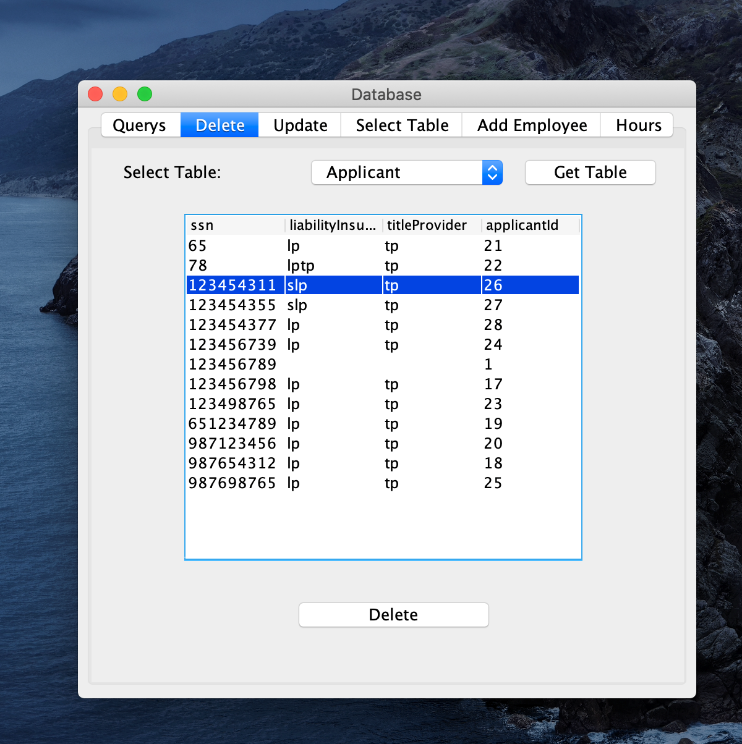 Database
Querys Delete Update Select Table Add Employee Hours
Select Table: Applicant Get Table
ssn liabilityInsu... titleProvider applicantId
65 lp tp 21
78 lptp tp 22
123454311 slp tp 26
123454355 slp tp 27
123454377 lp tp 28
123456739 lp tp 24
123456789 1
123456798 lp tp 17
123498765 lp tp 23
651234789 lp tp 19
987123456 lp tp 20
987654312 lp tp 18
987698765 lp tp 25
Delete